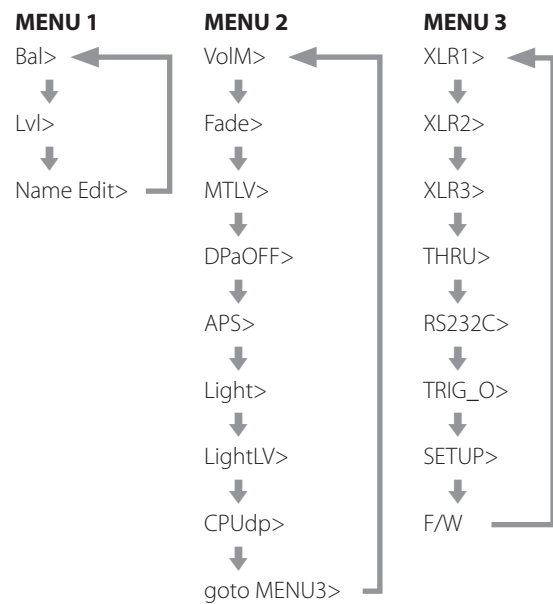 MENU 1
Bal>
Lvl>
Name Edit>
MENU 2
VolM>
Fade>
MTLV>
DPaOFF>
APS>
Light>
LightLV>
CPUdp>
goto MENU3>
MENU 3
XLR1>
XLR2>
XLR3>
THRU>
RS232C>
TRIG_O>
SETUP>
F/W